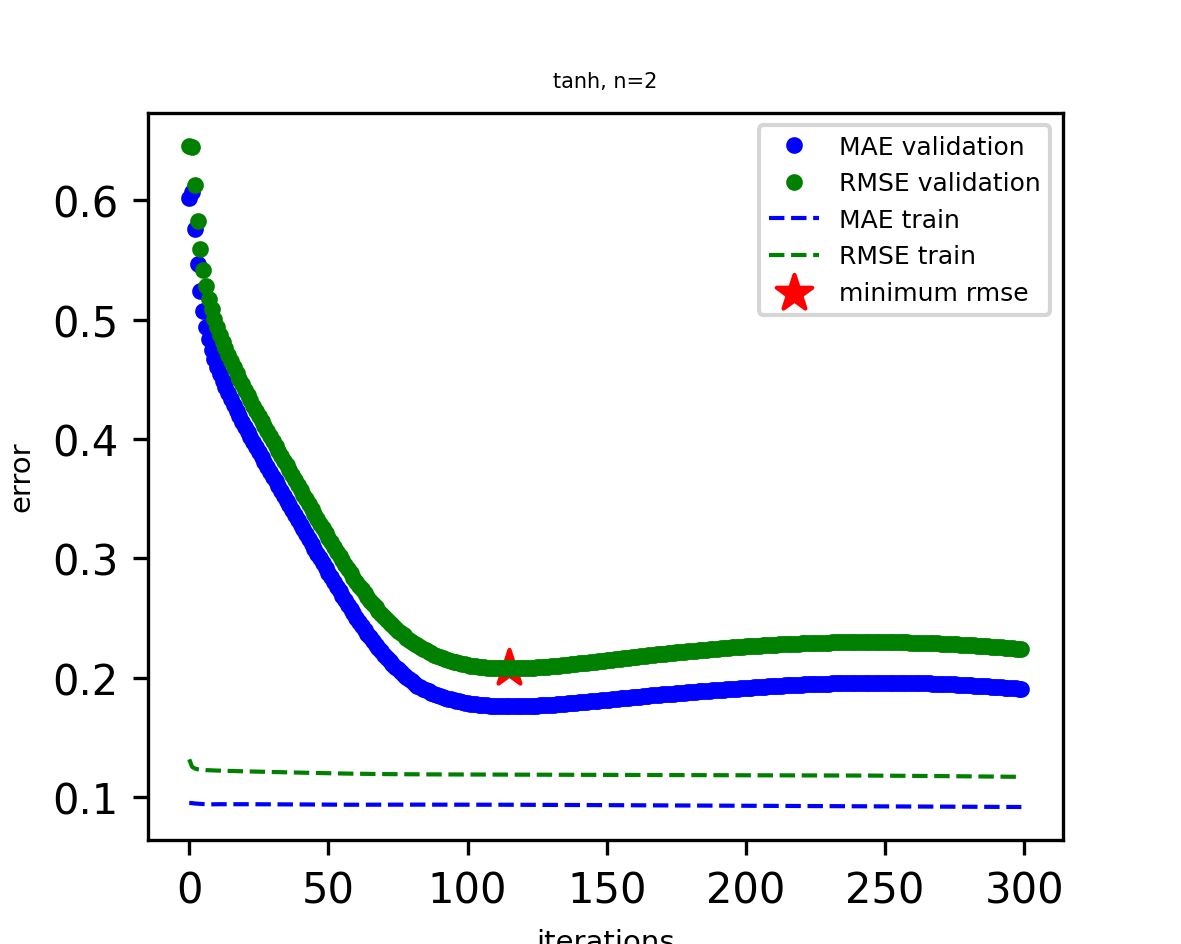 tanh, n=2
MAE validation
RMSE validation
MAE train
RMSE train
minimum rmse
error
0.6
0.5
0.4
0.3
0.2
0.1
0 50 100 150 200 250 300
iterations